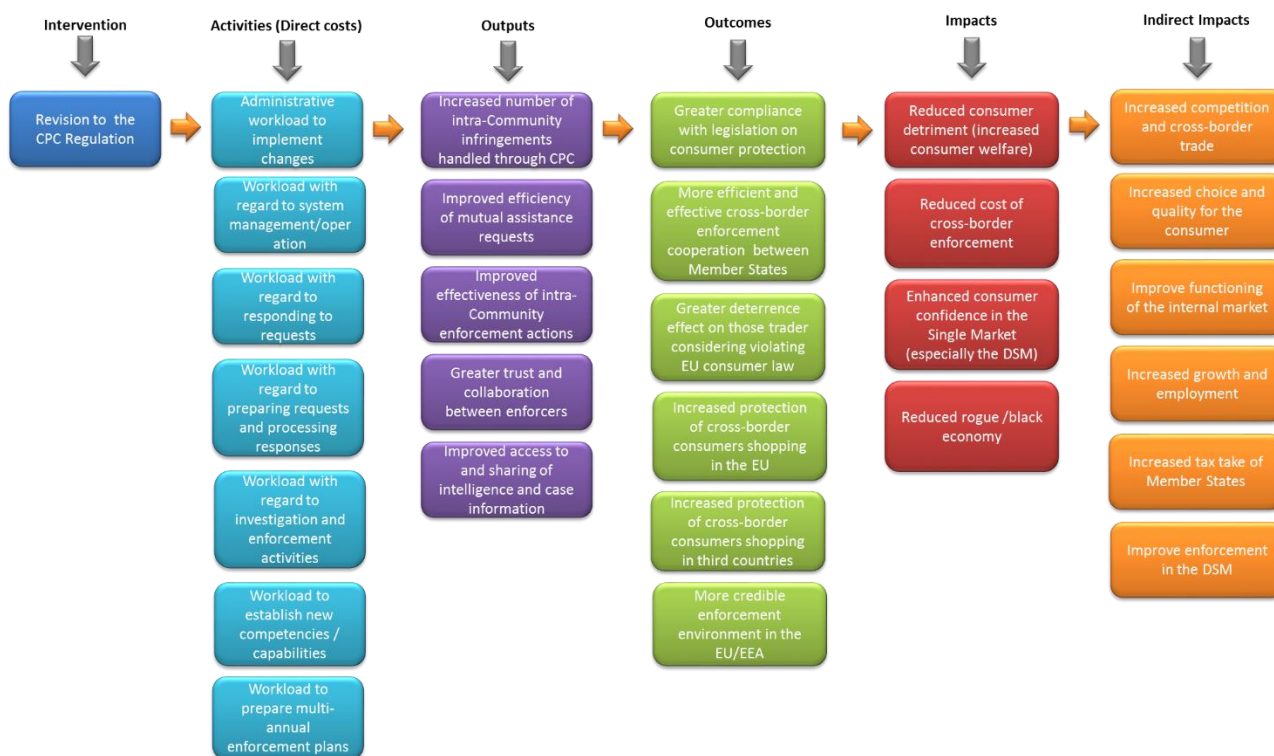 Intervention
Activities (Direct costs)
Outputs
Outcomes
Impacts
Indirect Impacts
Revision to the
CPC Regulation
Administrative
workload to
implement
changes
Workload with
regard to system
management/oper
ation
Workload with
regard to
responding to
requests
Workload with
regard to
preparing requests
and processing
responses
Workload with
regard to
investigation and
enforcement
activities
Workload to
establish new
competencies /
capabilities
Workload to
prepare multi-
annual
enforcement plans
Increased number of
intra-Community
infringements
handled through CPC
Improved efficiency
of mutual assistance
requests
Improved
effectiveness of intra-
Community
enforcement actions
Greater trust and
collaboration
between enforcers
Improved access to
and sharing of
intelligence and case
information
Greater compliance
with legislation on
consumer protection
More efficient and
effective cross-border
enforcement
cooperation between
Member States
Greater deterrence
effect on those trader
considering violating
EU consumer law
Increased protection
of cross-border
consumers shopping
in the EU
Increased protection
of cross-border
consumers shopping
in third countries
More credible
enforcement
environment in the
EU/EEA
Reduced consumer
detriment (increased
consumer welfare)
Reduced cost of
cross-border
enforcement
Enhanced consumer
confidence in the
Single Market
(especially the DSM)
Reduced rogue /black
economy
Increased competition
and cross-border
trade
Increased choice and
quality for the
consumer
Improve functioning
of the internal market
Increased growth and
employment
Increased tax take of
Member States
Improve enforcement
in the DSM